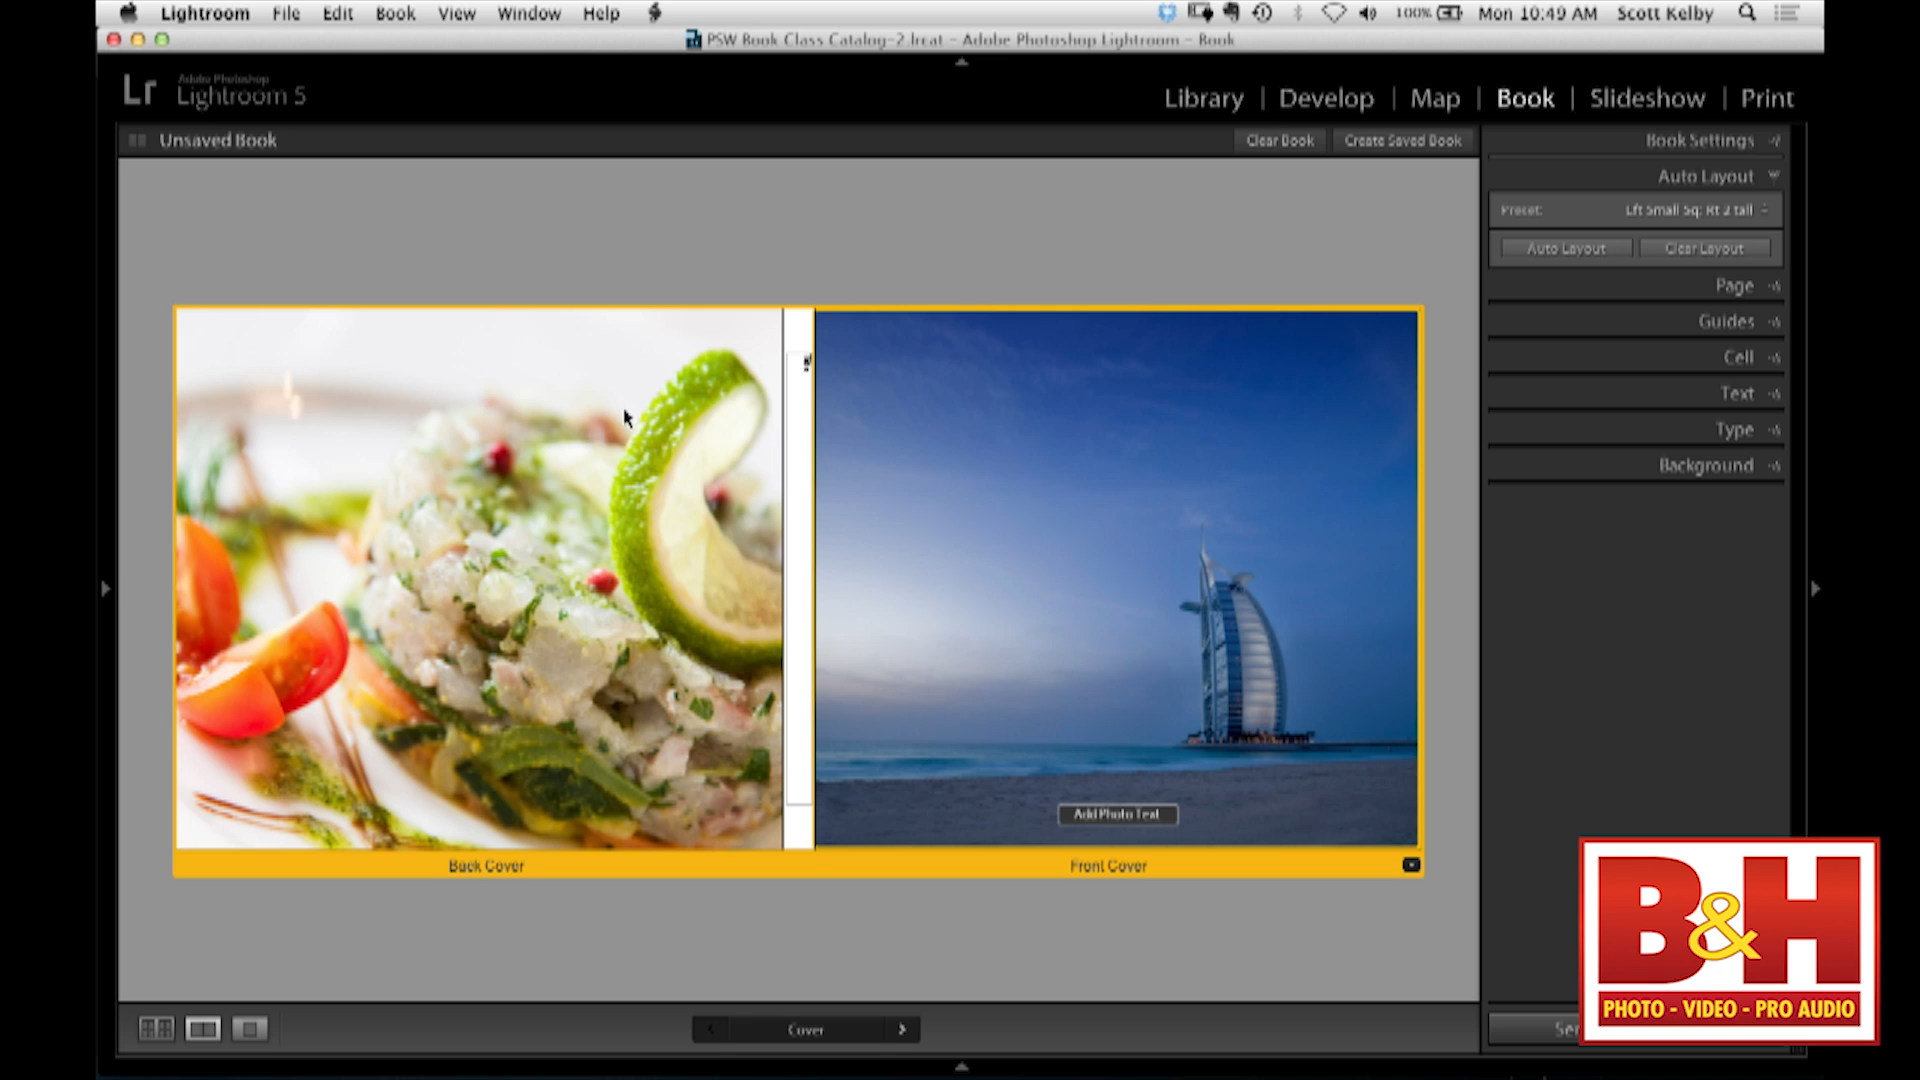 Lightroom File Edit Book View Window Help 100% Mon 10:49 AM Scott Kelby
PSW Book Class Catalog-2.lrcat - Adobe Photoshop Lightroom - Book
Lr Adobe Photoshop
Lightroom 5
Library | Develop | Map | Book | Slideshow | Print
Unsaved Book Clear Book Create Saved Book
Book Settings
Auto Layout
Preset: Lft Small Sq; Rt 2 tall
Auto Layout Clear Layout
Page
Guides
Cell
Text
Type
Background
Add Photo Text
Back Cover Front Cover
Cover
B&H
PHOTO - VIDEO - PRO AUDIO